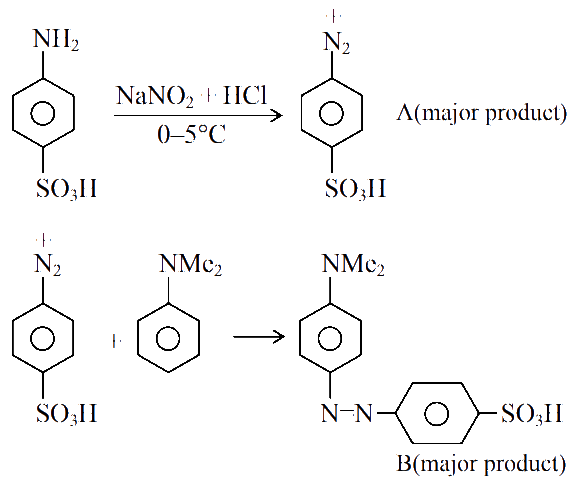 NH2 + N2
NaNO2 + HCl
0–5°C
A(major product)
SO3H SO3H
+ N2 NMe2 NMe2
+
SO3H N–N SO3H
B(major product)